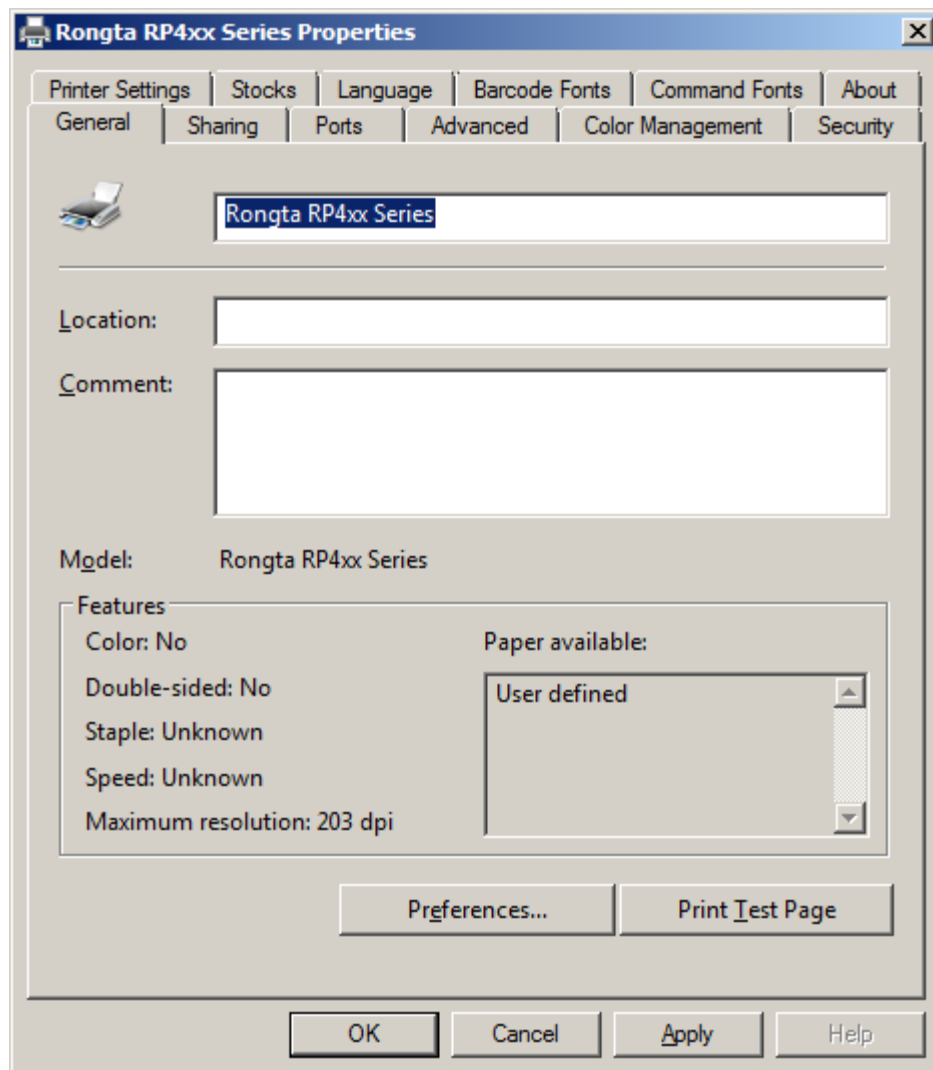 Rongta RP4xx Series Properties
Printer Settings Stocks Language Barcode Fonts Command Fonts About
General Sharing Ports Advanced Color Management Security
Rongta RP4xx Series
Location:
Comment:
Model: Rongta RP4xx Series
Features
Color: No Paper available:
Double-sided: No User defined
Staple: Unknown
Speed: Unknown
Maximum resolution: 203 dpi
Preferences... Print Test Page
OK Cancel Apply Help